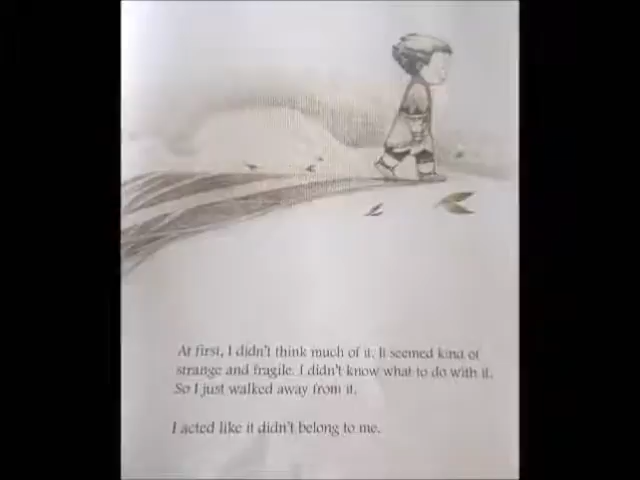 At first, I didn't think much of it. It seemed kind of
strange and fragile. I didn't know what to do with it.
So I just walked away from it.
I acted like it didn't belong to me.